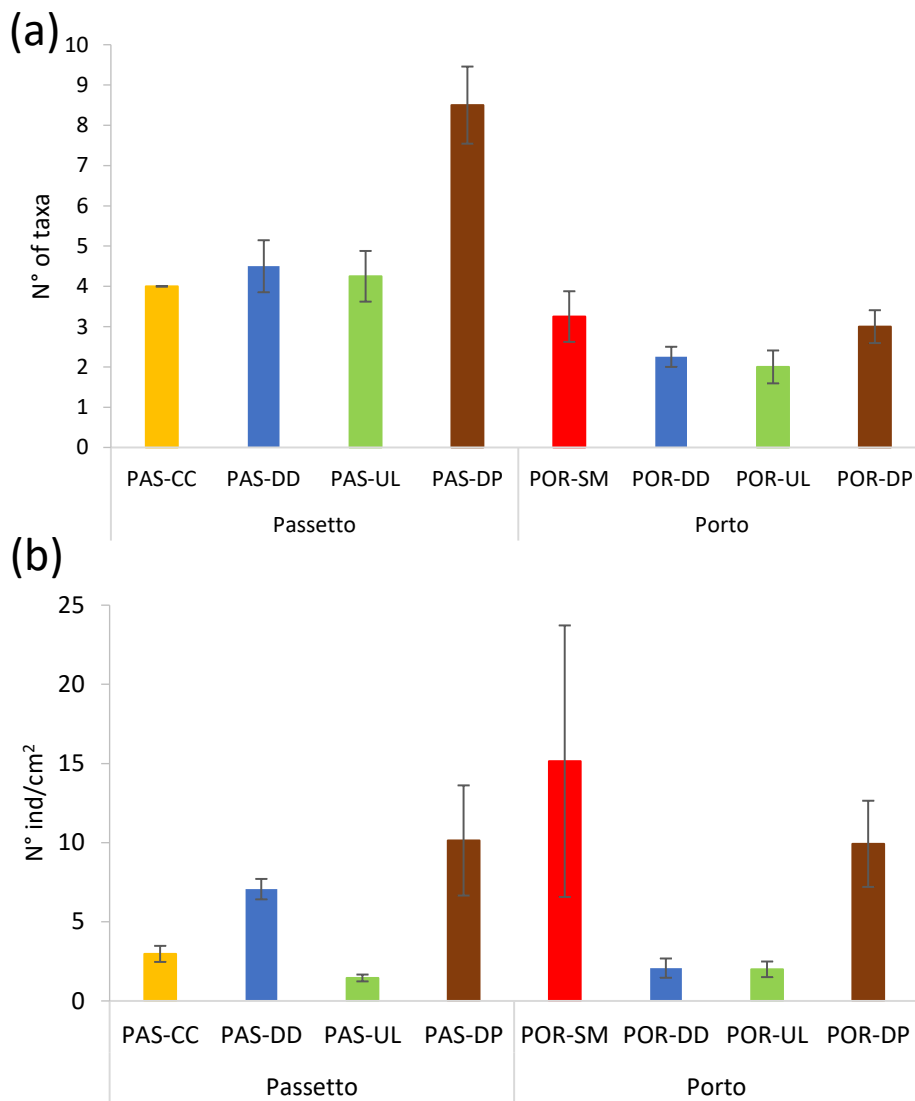 (a)
N° of taxa
10
9
8
7
6
5
4
3
2
1
0
PAS-CC PAS-DD PAS-UL PAS-DP POR-SM POR-DD POR-UL POR-DP
Passetto Porto
(b)
N° ind/cm²
25
20
15
10
5
0
PAS-CC PAS-DD PAS-UL PAS-DP POR-SM POR-DD POR-UL POR-DP
Passetto Porto